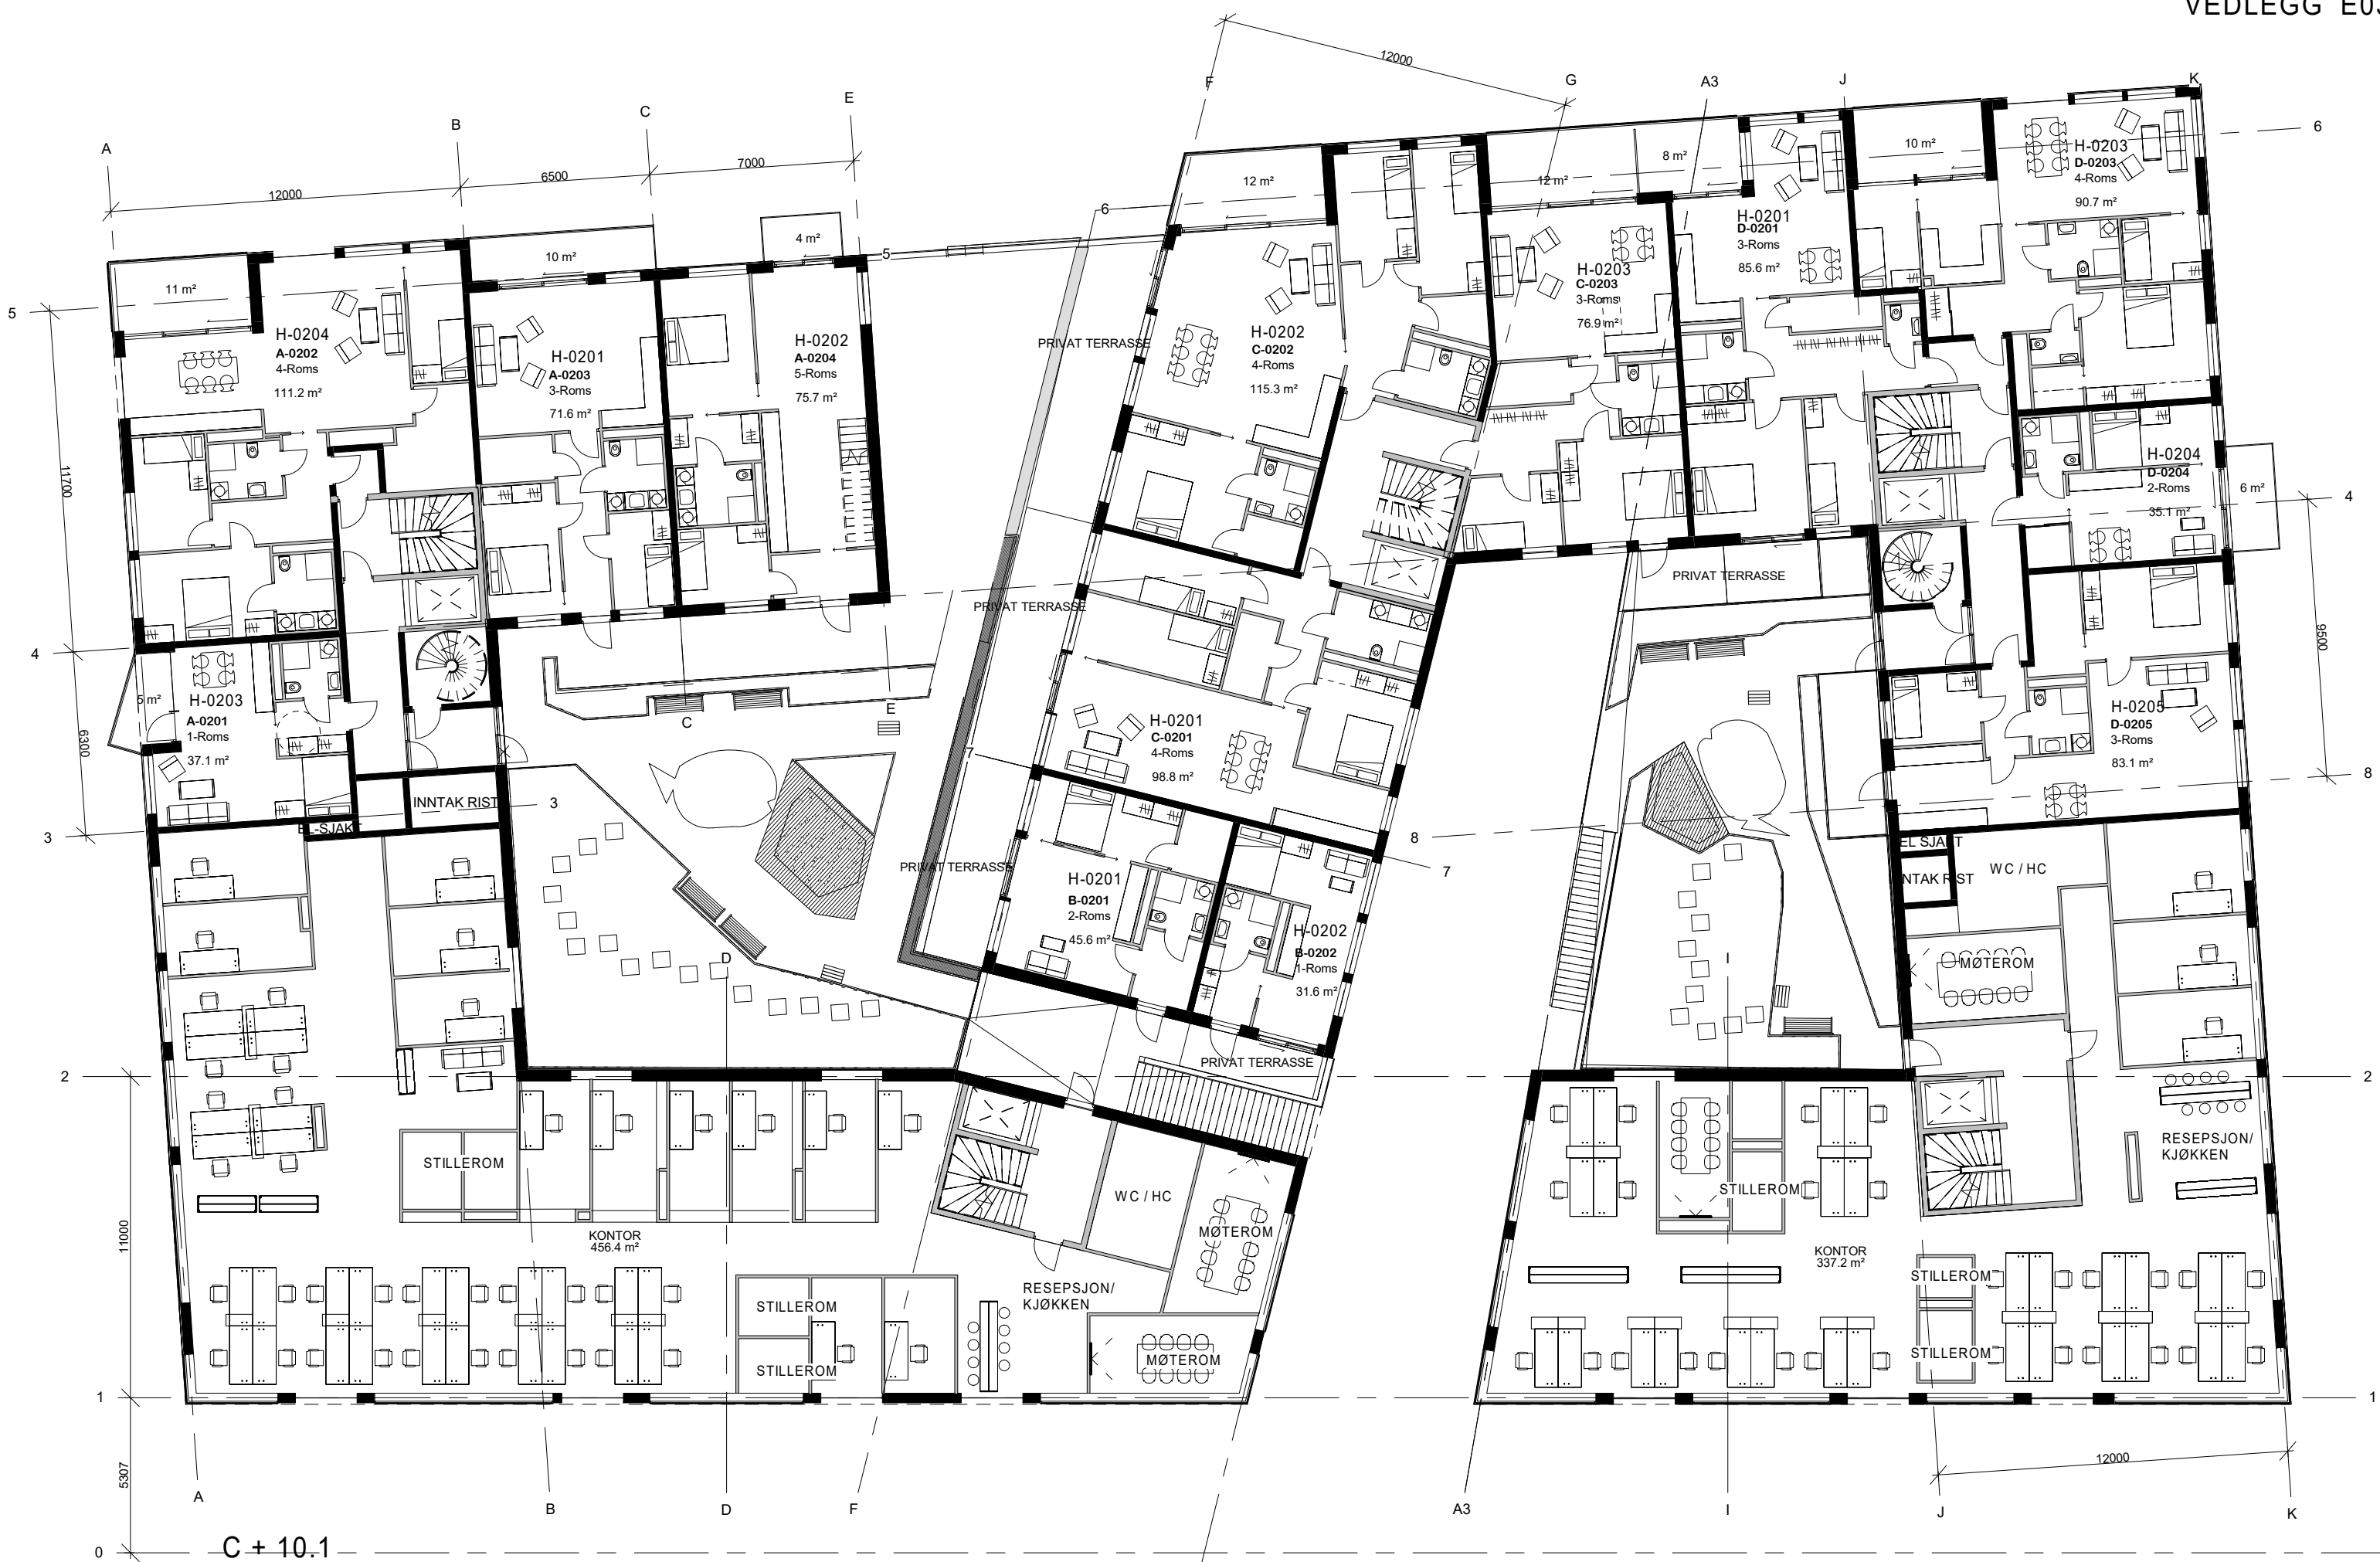 VEDLEGG E03
12000
F
G
A3
J
K
6
E
C
B
A
7000
6500
12000
12 m²
12 m²
8 m²
10 m²
H-0203
D-0203
4-Roms
90.7 m²
6
4 m²
10 m²
11 m²
5
5
H-0201
D-0201
3-Roms
85.6 m²
H-0203
C-0203
3-Roms
76.9 m²
H-0202
C-0202
4-Roms
115.3 m²
PRIVAT TERRASSE
H-0204
A-0202
4-Roms
111.2 m²
H-0201
A-0203
3-Roms
71.6 m²
H-0202
A-0204
5-Roms
75.7 m²
11700
H-0204
D-0204
2-Roms
35.1 m²
6 m²
4
PRIVAT TERRASSE
PRIVAT TERRASSE
4
9500
5 m²
H-0203
A-0201
1-Roms
37.1 m²
6300
C
E
7
H-0201
C-0201
4-Roms
98.8 m²
H-0205
D-0205
3-Roms
83.1 m²
8
8
7
INNTAK RIST
3
EL-SJAKT
3
PRIVAT TERRASSE
H-0201
B-0201
2-Roms
45.6 m²
H-0202
B-0202
1-Roms
31.6 m²
EL SJAKT
NTAK RIST
WC / HC
MØTEROM
D
I
2
PRIVAT TERRASSE
2
STILLEROM
WC / HC
MØTEROM
STILLEROM
RESEPSJON/
KJØKKEN
11000
KONTOR
456.4 m²
KONTOR
337.2 m²
STILLEROM
STILLEROM
RESEPSJON/
KJØKKEN
STILLEROM
STILLEROM
MØTEROM
1
1
5307
12000
A
B
D
F
A3
I
J
K
0
C + 10.1